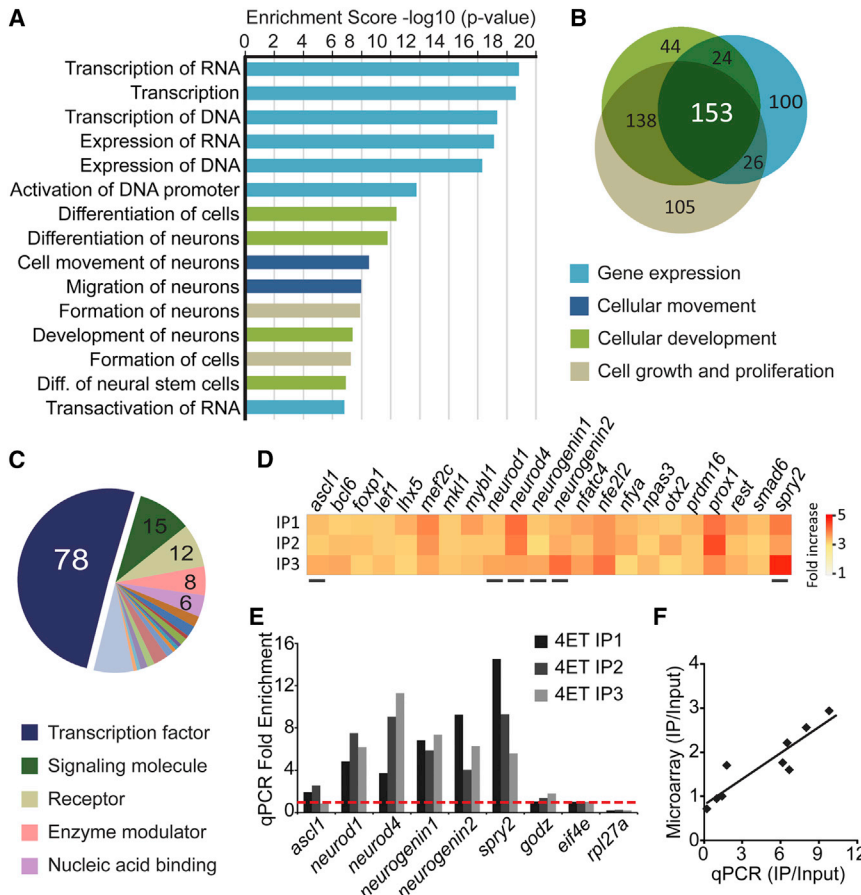 A
Enrichment Score -log10 (p-value)
0 2 4 6 8 10 12 14 16 18 20
Transcription of RNA
Transcription
Transcription of DNA
Expression of RNA
Expression of DNA
Activation of DNA promoter
Differentiation of cells
Differentiation of neurons
Cell movement of neurons
Migration of neurons
Formation of neurons
Development of neurons
Formation of cells
Diff. of neural stem cells
Transactivation of RNA
B
44
24
100
138
153
26
105
Gene expression
Cellular movement
Cellular development
Cell growth and proliferation
C
78
15
12
8
6
Transcription factor
Signaling molecule
Receptor
Enzyme modulator
Nucleic acid binding
D
ascl1
bcl6
foxp1
lef1
lhx5
mef2c
mkl1
mybl1
neurod1
neurod4
neurogenin1
neurogenin2
nfatc4
nfe2l2
nfya
npas3
otx2
prdm16
prox1
rest
smad6
spry2
IP1
IP2
IP3
5
4
3
2
1
Fold increase
E
qPCR Fold Enrichment
16
12
8
4
0
4ET IP1
4ET IP2
4ET IP3
ascl1
neurod1
neurod4
neurogenin1
neurogenin2
spry2
godz
eif4e
rpl27a
F
Microarray (IP/Input)
4
3
2
1
0
0 3 6 9 12
qPCR (IP/Input)